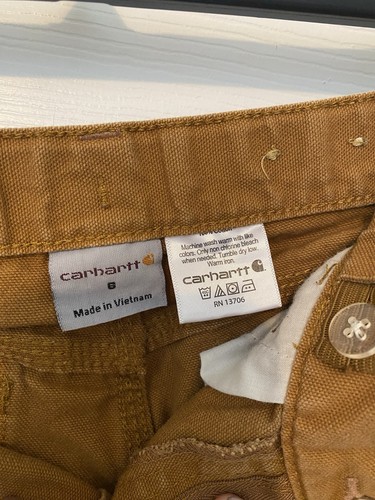 carhartt
8
Made in Vietnam
Machine wash warm with like
colors. Only non chlorine bleach
when needed. Tumble dry low.
Warm iron.
carhartt
RN 13706